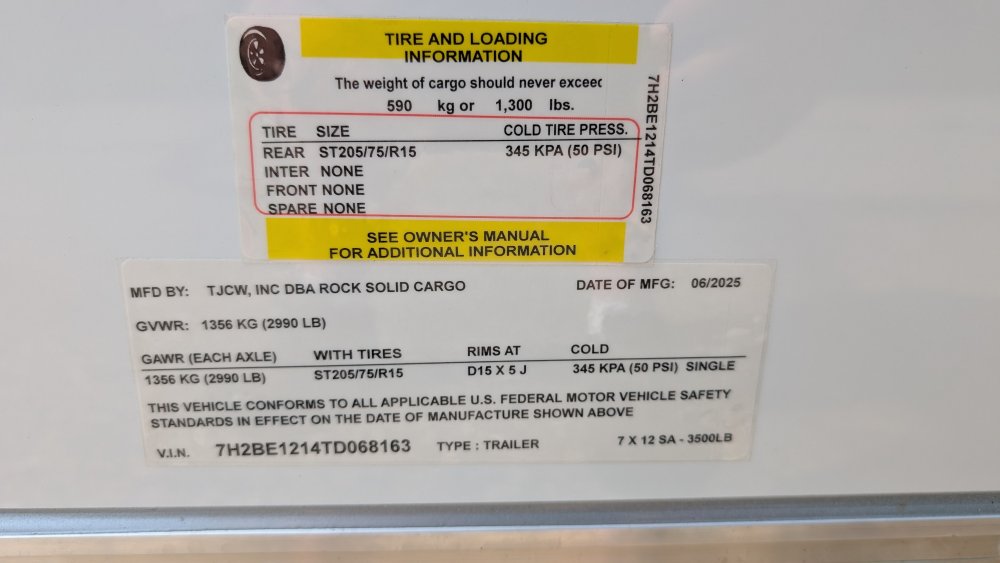 TIRE AND LOADING
INFORMATION
The weight of cargo should never exceed
590 kg or 1,300 lbs.
TIRE SIZE COLD TIRE PRESS.
REAR ST205/75/R15 345 KPA (50 PSI)
INTER NONE
FRONT NONE
SPARE NONE
SEE OWNER'S MANUAL
FOR ADDITIONAL INFORMATION
7H2BE1214TD068163
MFD BY: TJCW, INC DBA ROCK SOLID CARGO DATE OF MFG: 06/2025
GVWR: 1356 KG (2990 LB)
GAWR (EACH AXLE) WITH TIRES RIMS AT COLD
1356 KG (2990 LB) ST205/75/R15 D15 X 5 J 345 KPA (50 PSI) SINGLE
THIS VEHICLE CONFORMS TO ALL APPLICABLE U.S. FEDERAL MOTOR VEHICLE SAFETY
STANDARDS IN EFFECT ON THE DATE OF MANUFACTURE SHOWN ABOVE
V.I.N. 7H2BE1214TD068163 TYPE : TRAILER 7 X 12 SA - 3500LB